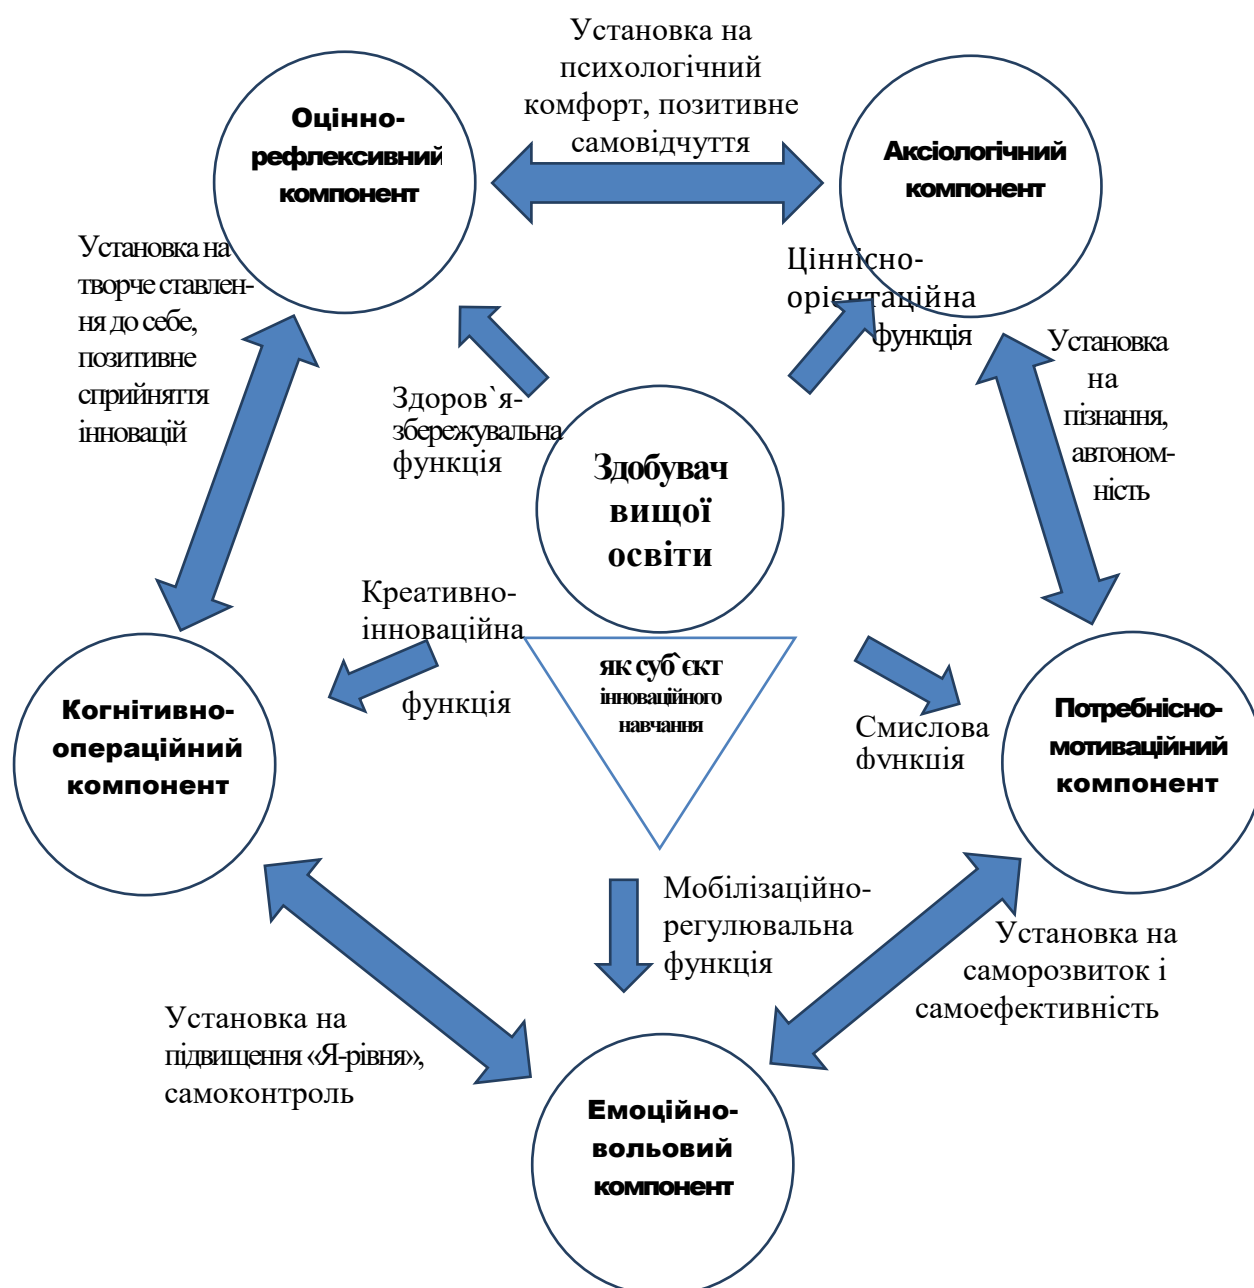 Установка на
психологічний
комфорт, позитивне
самовідчуття
Оцінно-
рефлексивний
компонент
Аксіологічний
компонент
Установка на
творче ставлен-
ня до себе,
позитивне
сприйняття
інновацій
Ціннісно-
орієнтаційна
функція
Установка
на
пізнання,
автоном-
ність
Здоров`я-
збережувальна
функція
Здобувач
вищої
освіти
Креативно-
інноваційна
функція
як суб`єкт
інноваційного
навчання
Смислова
функція
Когнітивно-
операційний
компонент
Потребнісно-
мотиваційний
компонент
Мобілізаційно-
регулювальна
функція
Установка на
саморозвиток і
самоефективність
Установка на
підвищення «Я-рівня»,
самоконтроль
Емоційно-
вольовий
компонент